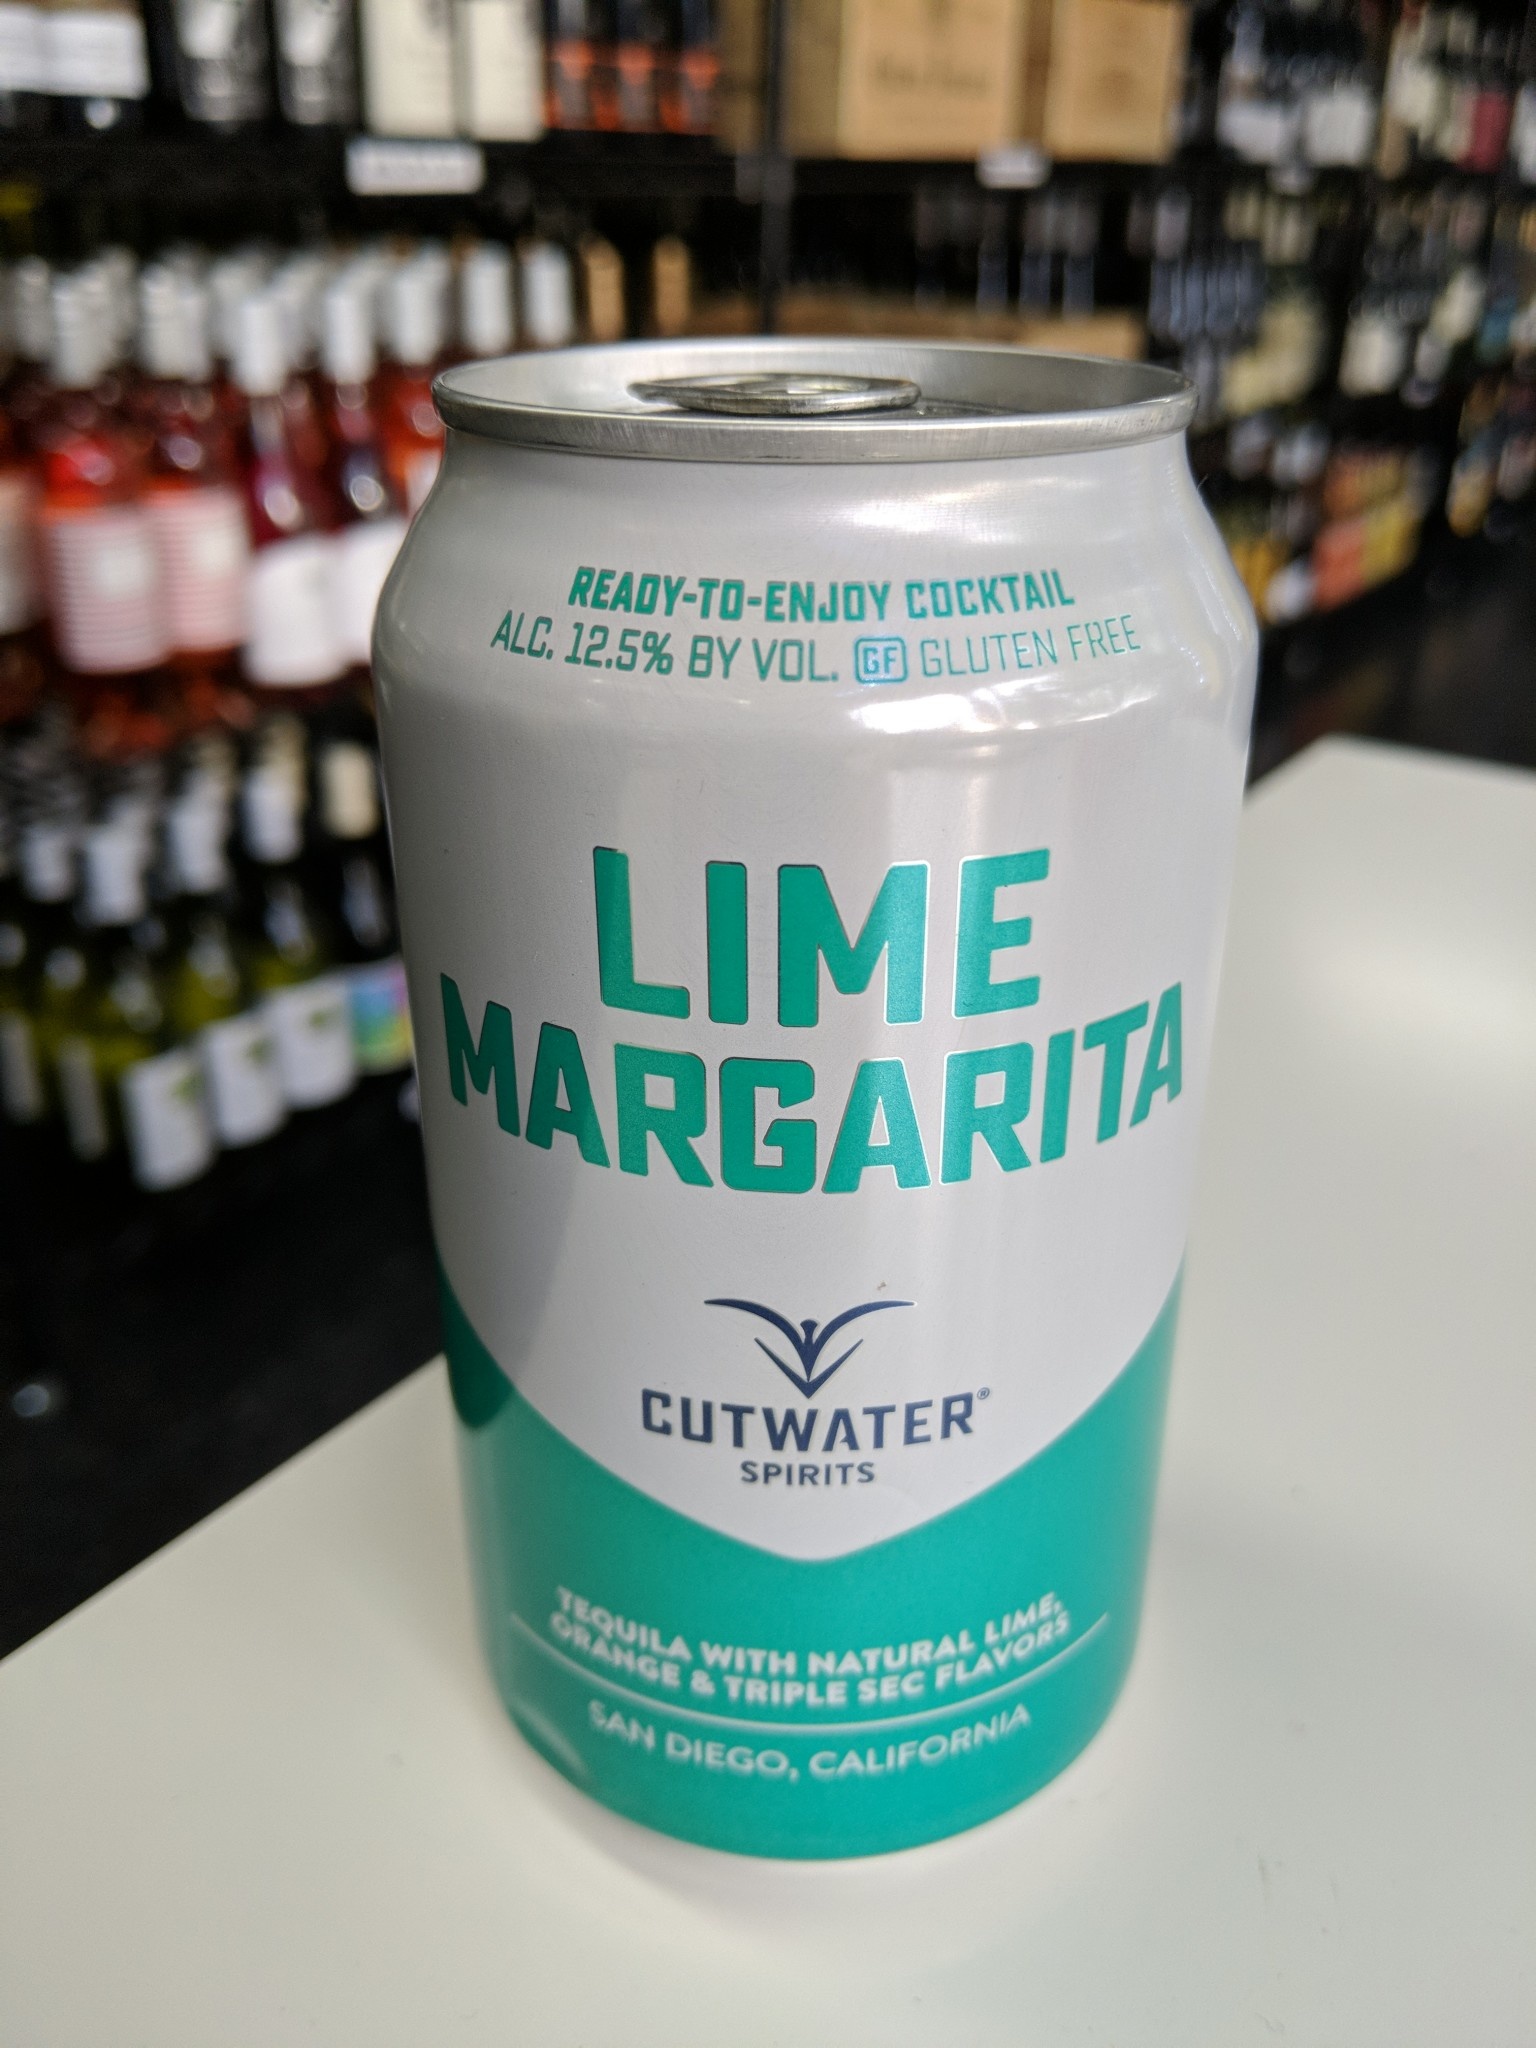 READY-TO-ENJOY COCKTAIL
ALC. 12.5% BY VOL. GF GLUTEN FREE
LIME
MARGARITA
CUTWATER®
SPIRITS
TEQUILA WITH NATURAL LIME,
ORANGE & TRIPLE SEC FLAVORS
SAN DIEGO, CALIFORNIA